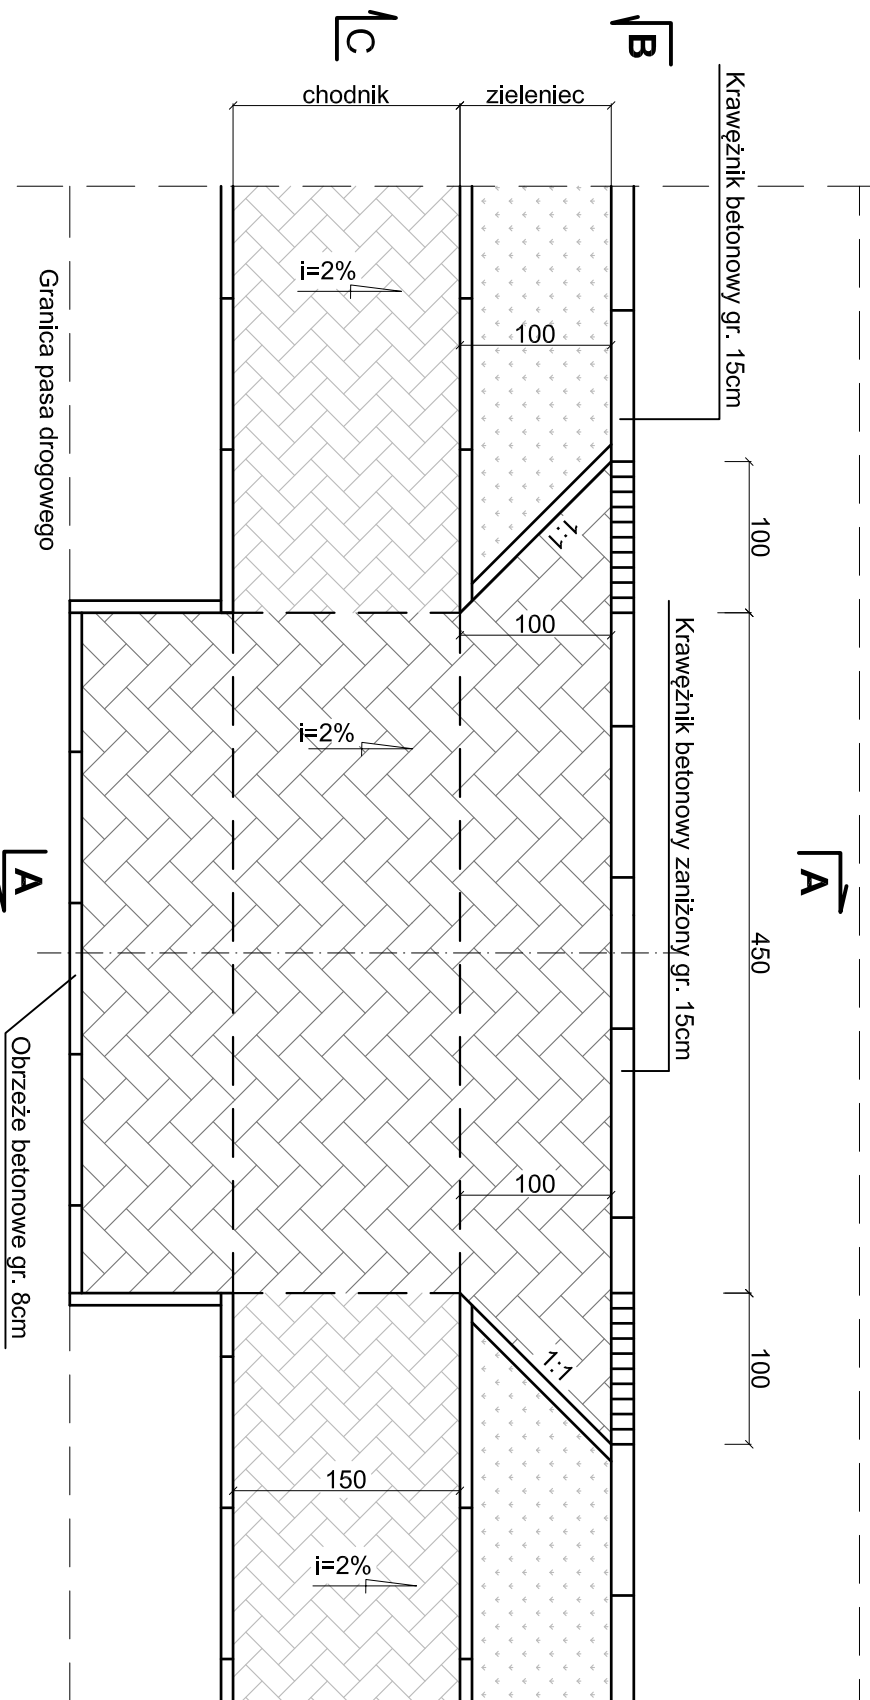 C
B
chodnik
zieleniec
Krawężnik betonowy gr. 15cm
i=2%
100
Granica pasa drogowego
1:1
100
100
Krawężnik betonowy zaniżony gr. 15cm
i=2%
A
A
450
Obrzeże betonowe gr. 8cm
100
1:1
100
150
i=2%